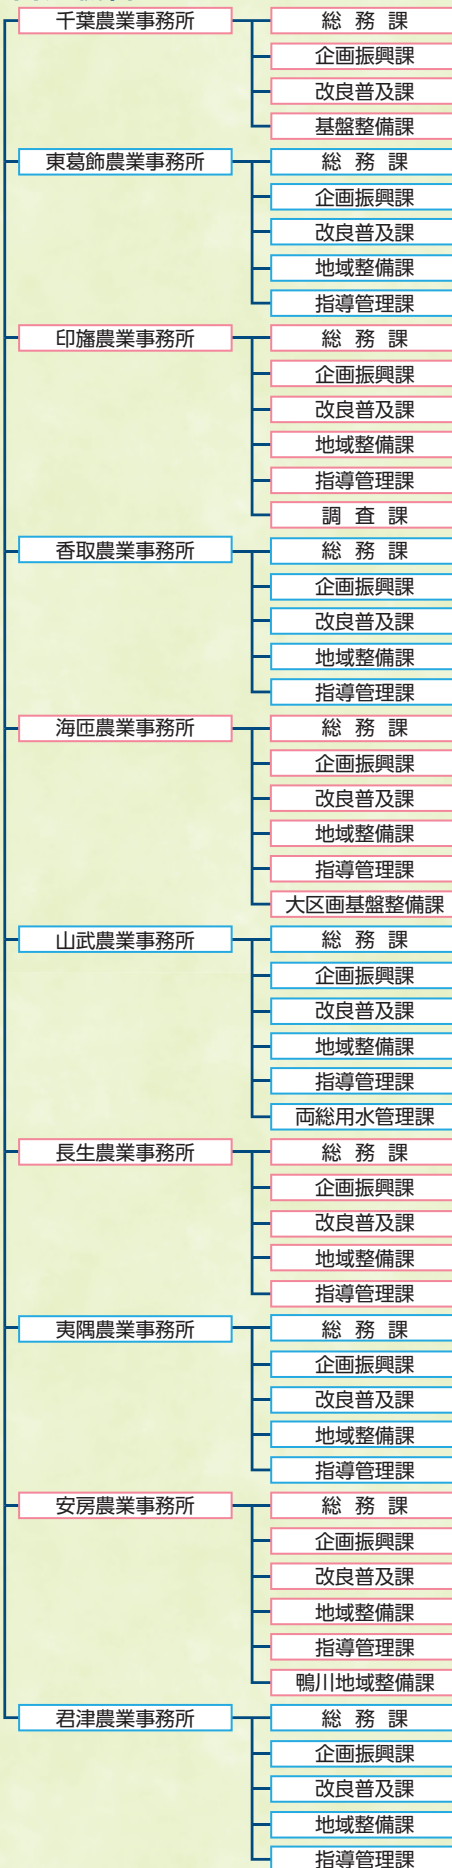 千葉農業事務所
総務課
企画振興課
改良普及課
基盤整備課
東葛飾農業事務所
総務課
企画振興課
改良普及課
地域整備課
指導管理課
印旛農業事務所
総務課
企画振興課
改良普及課
地域整備課
指導管理課
調査課
香取農業事務所
総務課
企画振興課
改良普及課
地域整備課
指導管理課
海匝農業事務所
総務課
企画振興課
改良普及課
地域整備課
指導管理課
大区画基盤整備課
山武農業事務所
総務課
企画振興課
改良普及課
地域整備課
指導管理課
両総用水管理課
長生農業事務所
総務課
企画振興課
改良普及課
地域整備課
指導管理課
夷隅農業事務所
総務課
企画振興課
改良普及課
地域整備課
指導管理課
安房農業事務所
総務課
企画振興課
改良普及課
地域整備課
指導管理課
鴨川地域整備課
君津農業事務所
総務課
企画振興課
改良普及課
地域整備課
指導管理課